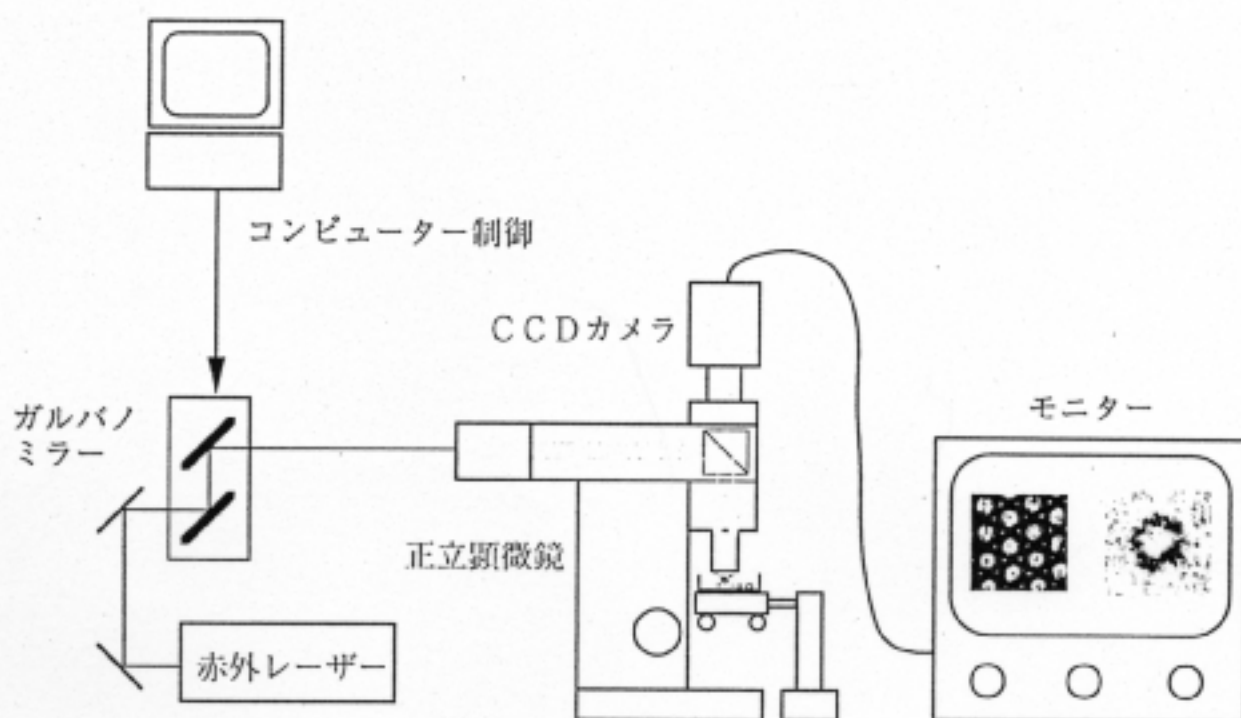 コンピューター制御
CCDカメラ
ガルバノ
ミラー
モニター
正立顕微鏡
赤外レーザー